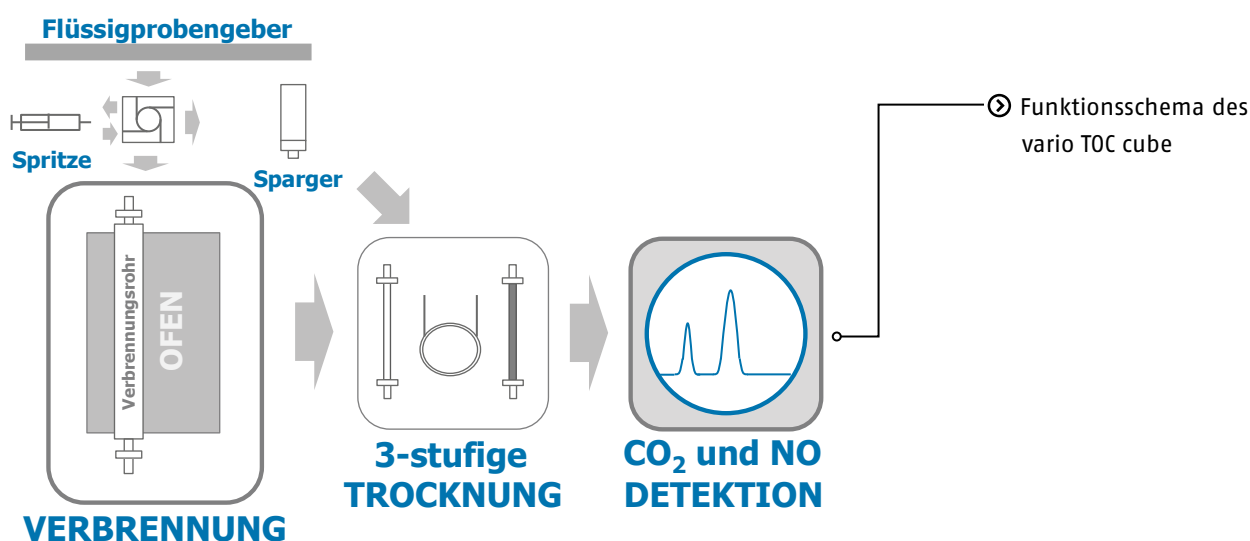 Flüssigprobengeber
Spritze
Sparger
Verbrennungsrohr
OFEN
VERBRENNUNG
3-stufige
TROCKNUNG
CO₂ und NO
DETEKTION
Funktionsschema des
vario TOC cube